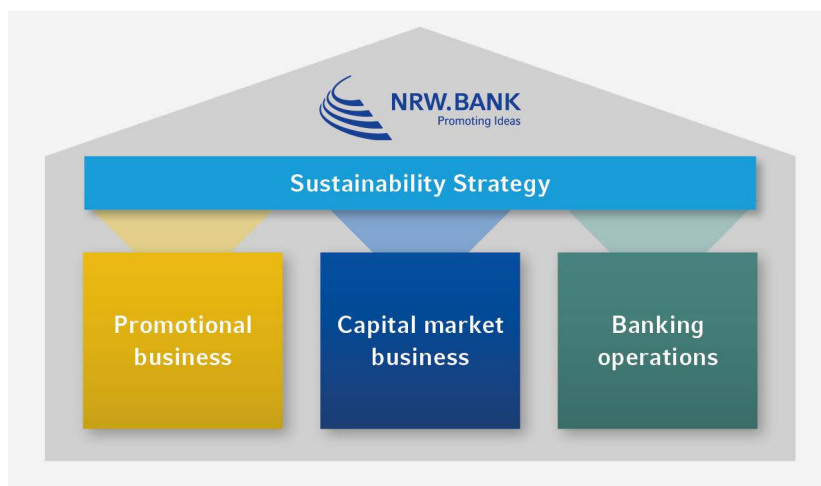 NRW.BANK
Promoting Ideas
Sustainability Strategy
Promotional
business
Capital market
business
Banking
operations